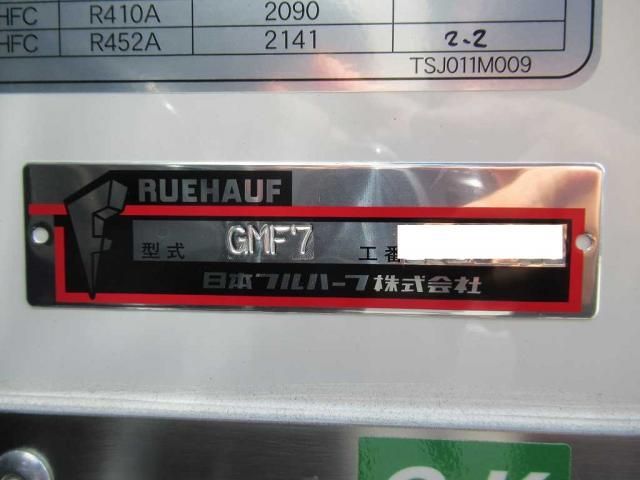 HFC R410A 2090
HFC R452A 2141 2.2
TSJ011M009
RUEHAUF
型式 GMF7 工番
日本フルハーフ株式会社